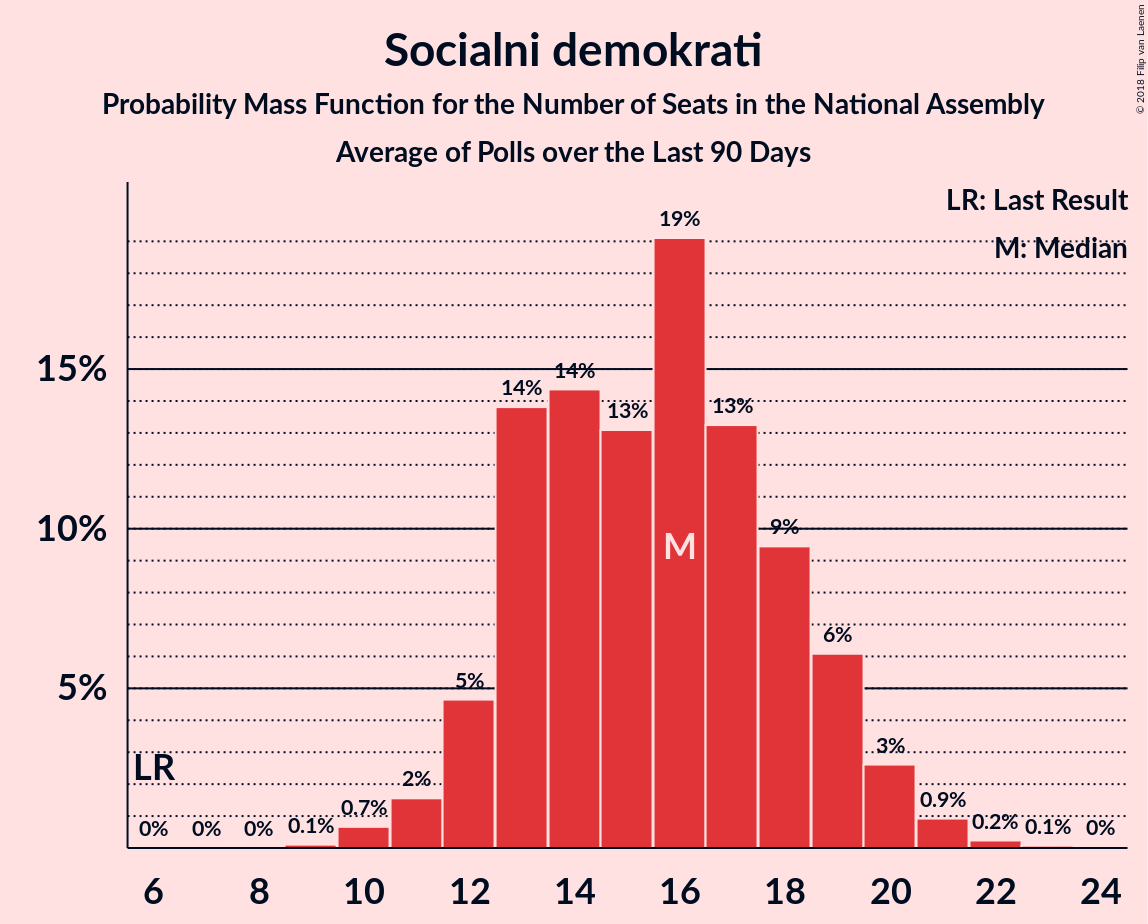 Socialni demokrati
Probability Mass Function for the Number of Seats in the National Assembly
Average of Polls over the Last 90 Days
© 2018 Filip van Laenen
LR: Last Result
M: Median
19%
15%
14%
14%
13%
13%
10%
9%
M
6%
5%
5%
3%
LR
2%
0.9%
0.7%
0.2%
0.1%
0.1%
0%
0%
0%
0%
6 8 10 12 14 16 18 20 22 24